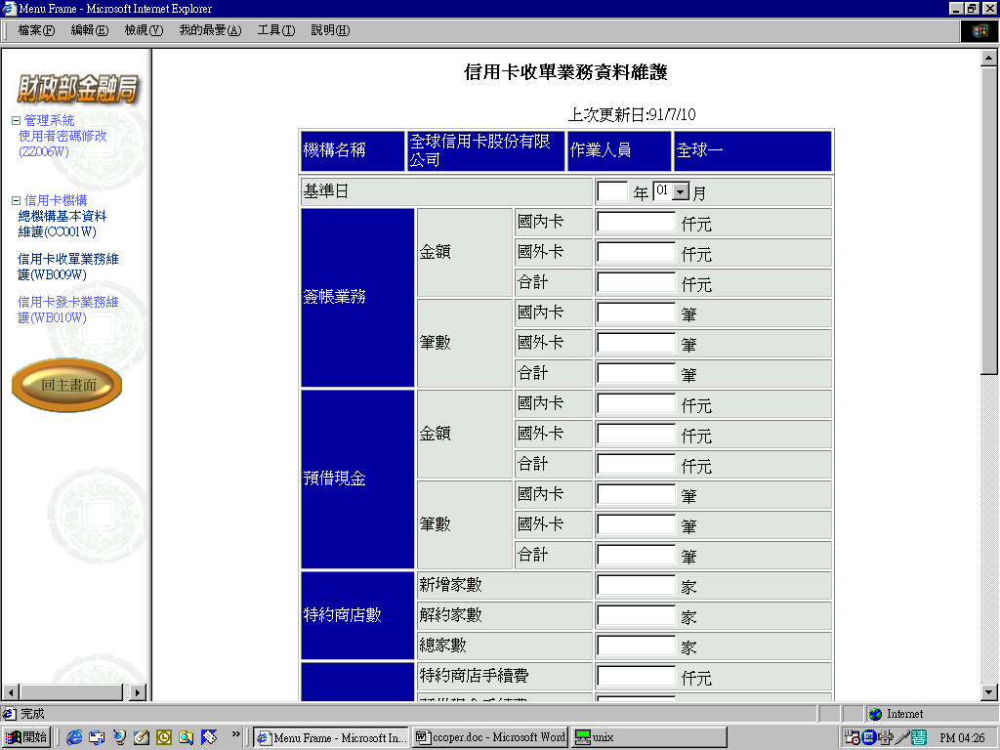 Menu Frame - Microsoft Internet Explorer
檔案(F) 編輯(E) 檢視(V) 我的最愛(A) 工具(T) 說明(H)
財政部金融局
管理系統
使用者密碼修改
(ZZ006W)
信用卡機構
總機構基本資料
維護(CC001W)
信用卡收單業務維
護(WB009W)
信用卡發卡業務維
護(WB010W)
回主畫面
信用卡收單業務資料維護
上次更新日:91/7/10
機構名稱 全球信用卡股份有限
公司 作業人員 全球一
基準日 年 01 月
簽帳業務 金額 國內卡 仟元
國外卡 仟元
合計 仟元
筆數 國內卡 筆
國外卡 筆
合計 筆
預借現金 金額 國內卡 仟元
國外卡 仟元
合計 仟元
筆數 國內卡 筆
國外卡 筆
合計 筆
特約商店數 新增家數 家
解約家數 家
總家數 家
特約商店手續費 仟元
完成 Internet
開始 Menu Frame - Microsoft In... ccoper.doc - Microsoft Word unix PM 04:26